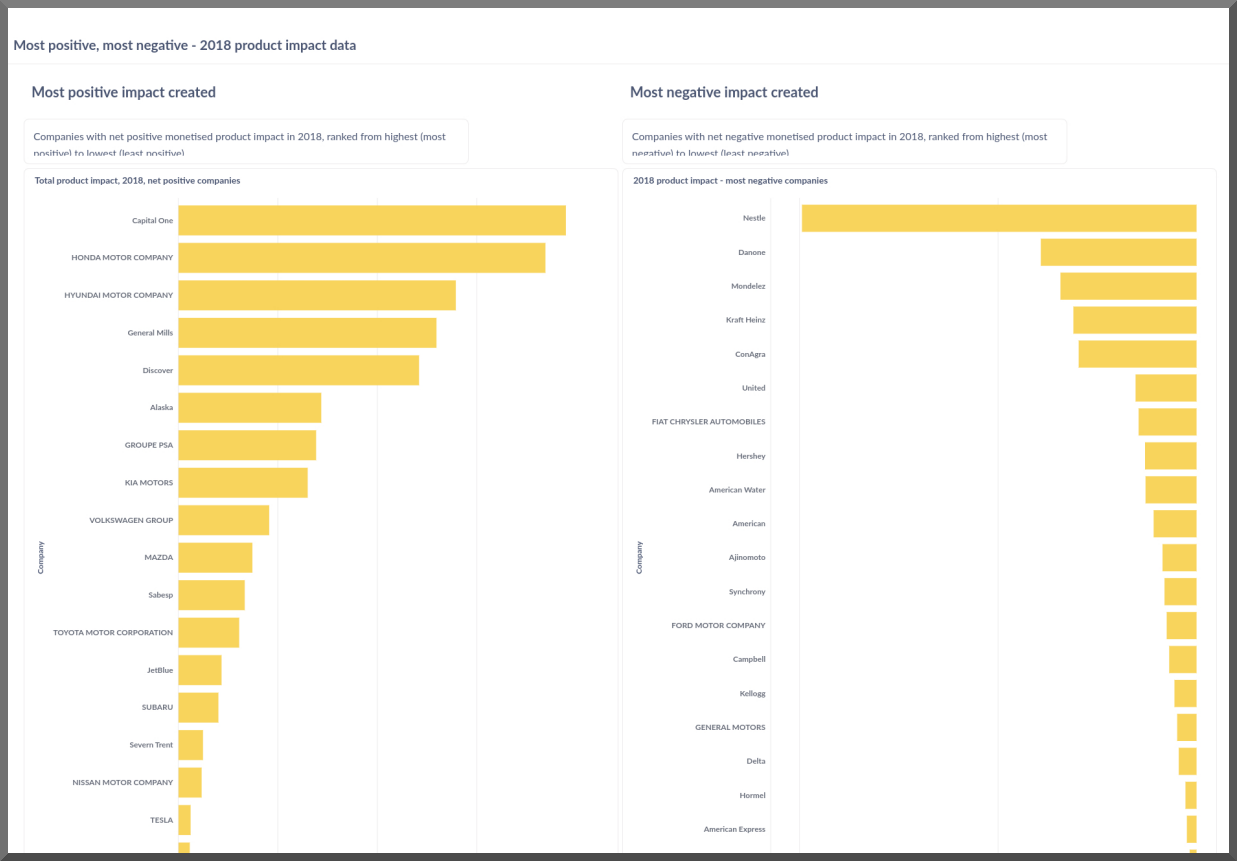 Most positive, most negative - 2018 product impact data
Most positive impact created
Companies with net positive monetised product impact in 2018, ranked from highest (most
positive) to lowest (least positive)
Total product impact, 2018, net positive companies
Capital One
HONDA MOTOR COMPANY
HYUNDAI MOTOR COMPANY
General Mills
Discover
Alaska
GROUPE PSA
KIA MOTORS
VOLKSWAGEN GROUP
MAZDA
Sabesp
TOYOTA MOTOR CORPORATION
JetBlue
SUBARU
Severn Trent
NISSAN MOTOR COMPANY
TESLA
Company
Most negative impact created
Companies with net negative monetised product impact in 2018, ranked from highest (most
negative) to lowest (least negative)
2018 product impact - most negative companies
Nestle
Danone
Mondelez
Kraft Heinz
ConAgra
United
FIAT CHRYSLER AUTOMOBILES
Hershey
American Water
American
Ajinomoto
Synchrony
FORD MOTOR COMPANY
Campbell
Kellogg
GENERAL MOTORS
Delta
Hormel
American Express
Company